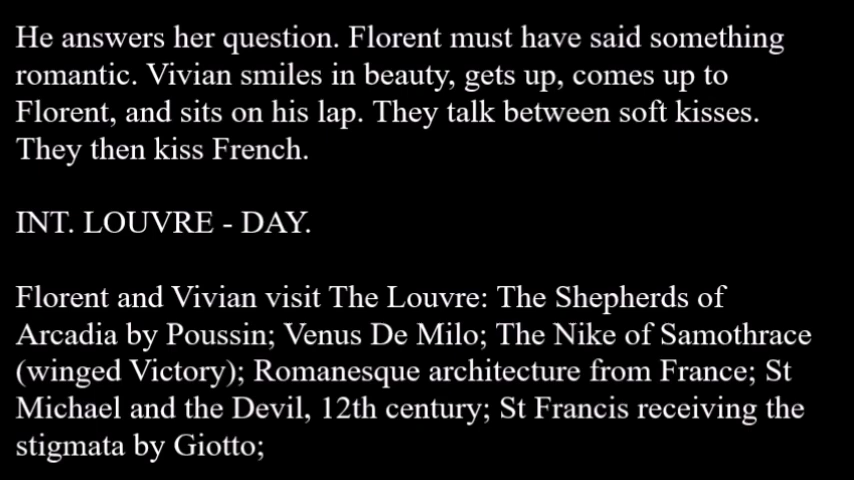 He answers her question. Florent must have said something
romantic. Vivian smiles in beauty, gets up, comes up to
Florent, and sits on his lap. They talk between soft kisses.
They then kiss French.
INT. LOUVRE - DAY.
Florent and Vivian visit The Louvre: The Shepherds of
Arcadia by Poussin; Venus De Milo; The Nike of Samothrace
(winged Victory); Romanesque architecture from France; St
Michael and the Devil, 12th century; St Francis receiving the
stigmata by Giotto;